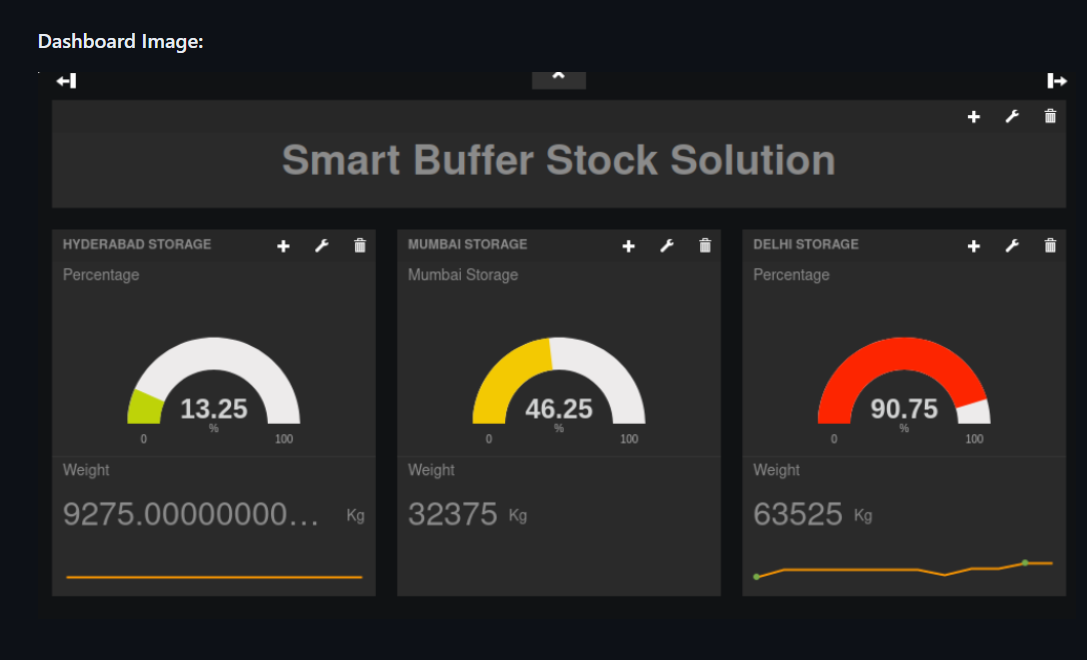 Dashboard Image:
Smart Buffer Stock Solution
HYDERABAD STORAGE
Percentage
13.25
%
0
100
Weight
9275.00000000... Kg
MUMBAI STORAGE
Mumbai Storage
46.25
%
0
100
Weight
32375 Kg
DELHI STORAGE
Percentage
90.75
%
0
100
Weight
63525 Kg